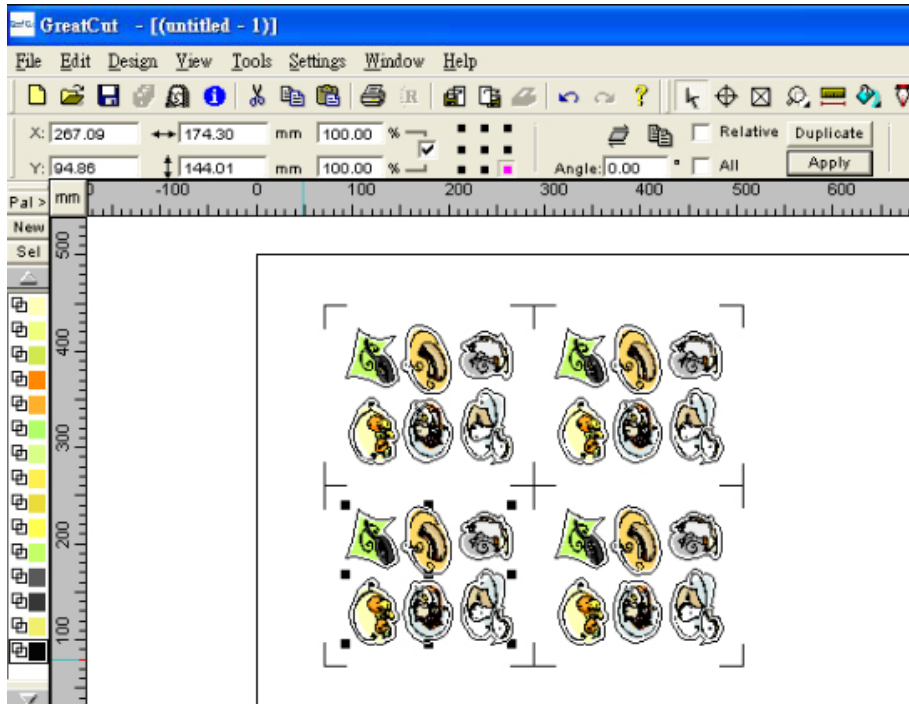 GreatCut - [(untitled - 1)]
File Edit Design View Tools Settings Window Help
X: 267.09 174.30 mm 100.00 % Relative Duplicate
Y: 94.86 144.01 mm 100.00 % Angle: 0.00 ° All Apply
Pal > mm -100 0 100 200 300 400 500 600
New
Sel
500
400
300
200
100